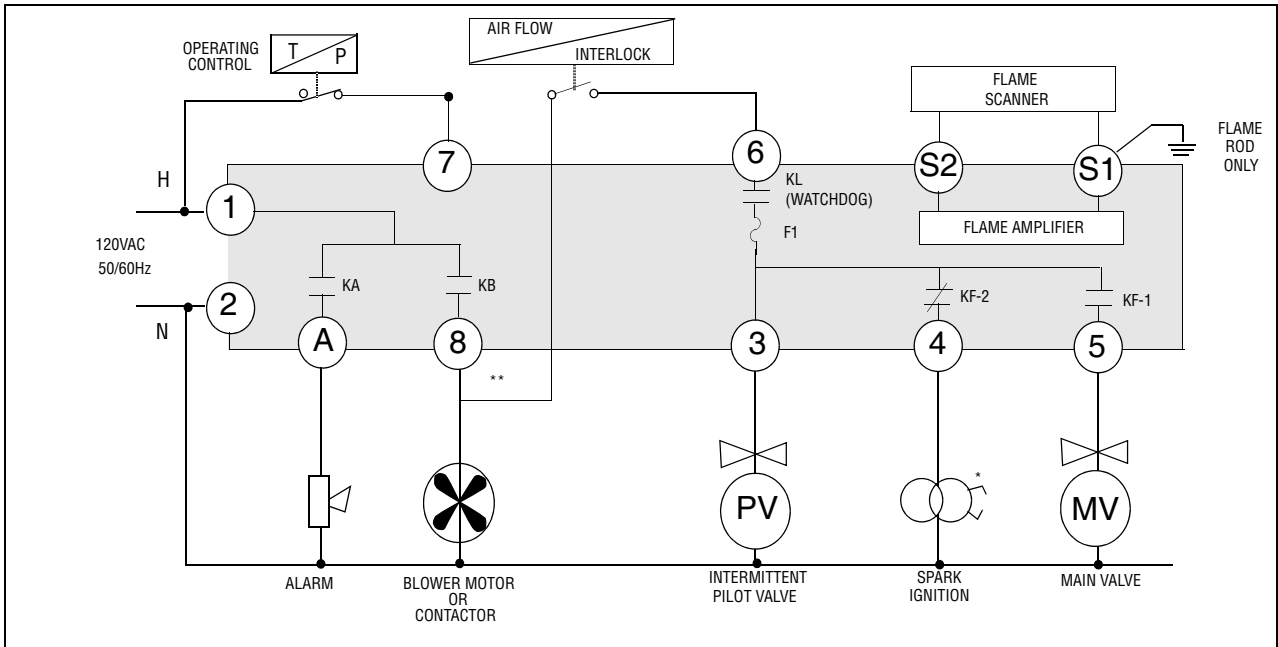 AIR FLOW
INTERLOCK
OPERATING
CONTROL
T P
FLAME
SCANNER
FLAME
ROD
ONLY
7
6
S2
S1
H
1
KL
(WATCHDOG)
F1
FLAME AMPLIFIER
120VAC
50/60Hz
KA
KB
KF-2
KF-1
2
N
A
8
3
4
5
**
*
PV
MV
ALARM
BLOWER MOTOR
OR
CONTACTOR
INTERMITTENT
PILOT VALVE
SPARK
IGNITION
MAIN VALVE